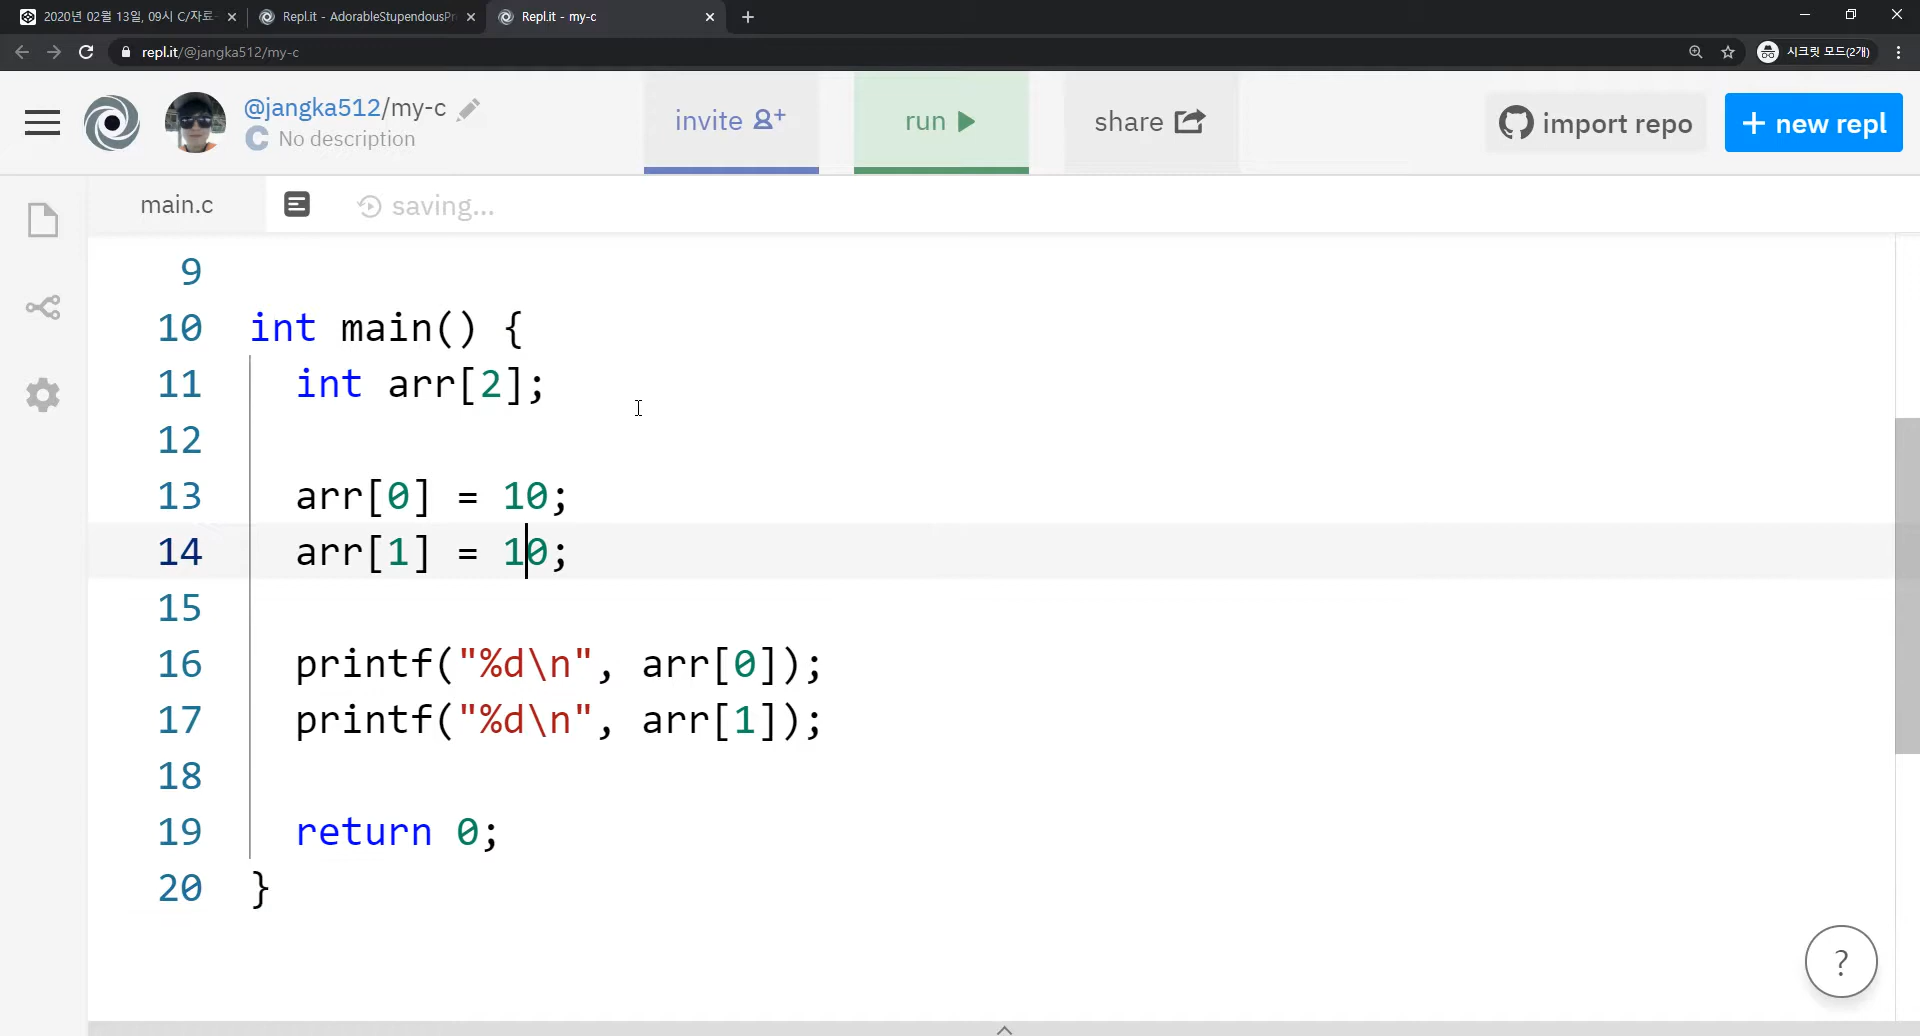 2020년 02월 13일, 09시 C/자료
Repl.it - AdorableStupendousPr
Repl.it - my-c
repl.it/@jangka512/my-c
시크릿 모드(2개)
@jangka512/my-c
C No description
invite
run
share
import repo
+ new repl
main.c
saving...
9
10 int main() {
11 int arr[2];
12
13 arr[0] = 10;
14 arr[1] = 10;
15
16 printf("%d\n", arr[0]);
17 printf("%d\n", arr[1]);
18
19 return 0;
20 }
?